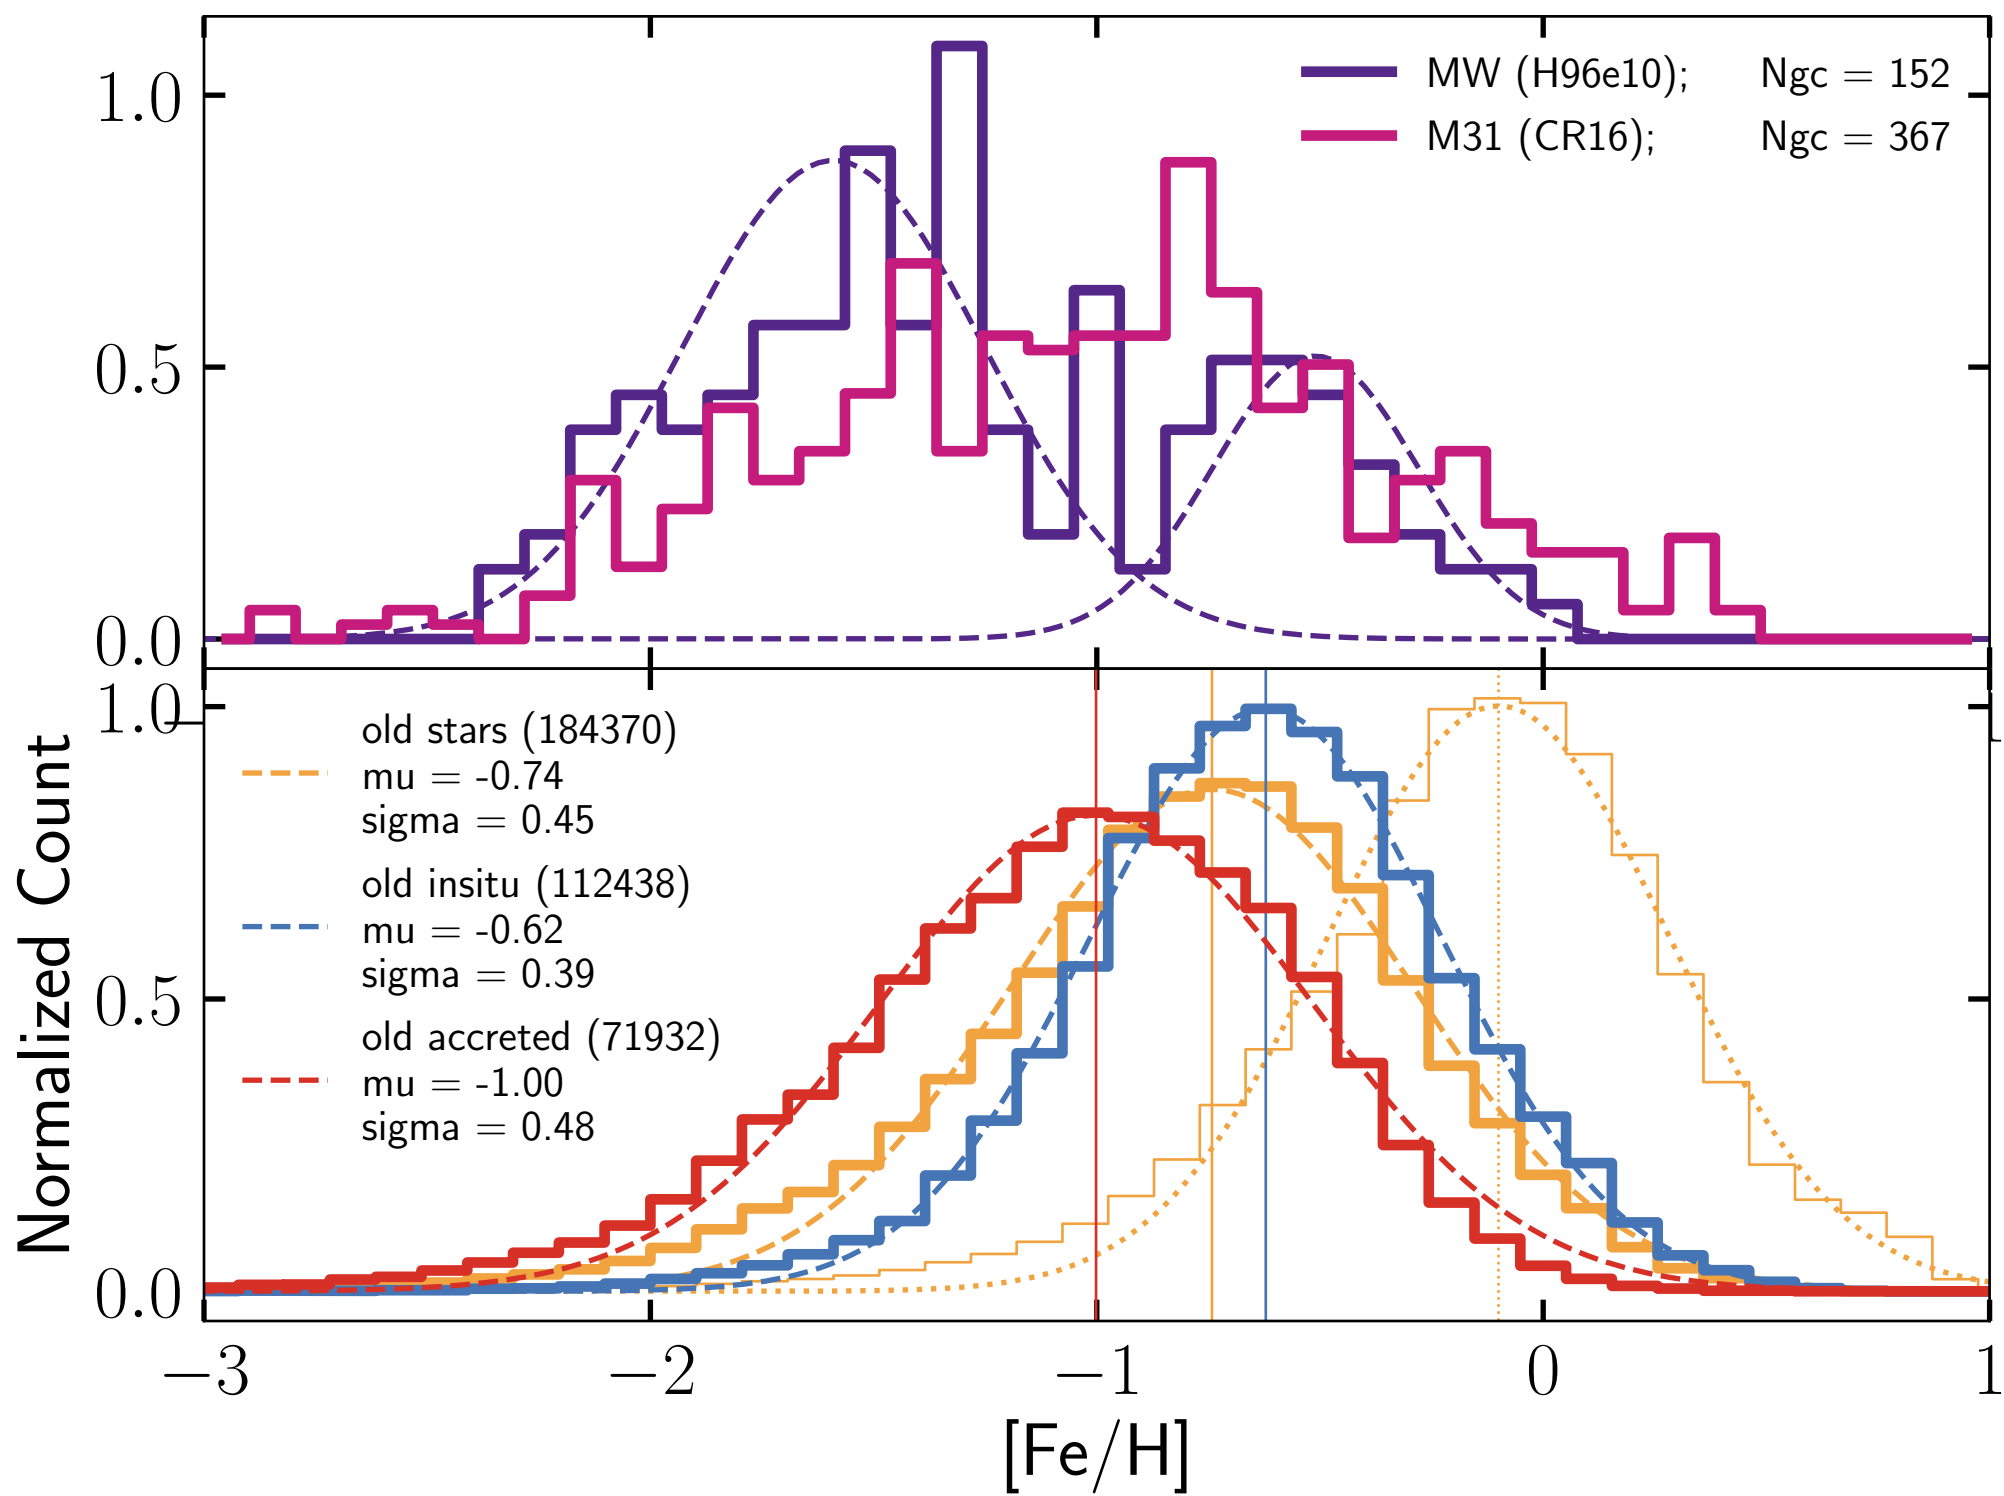 MW (H96e10); Ngc = 152
M31 (CR16); Ngc = 367
1.0
0.5
0.0
Normalized Count
1.0
0.5
0.0
old stars (184370)
mu = -0.74
sigma = 0.45
old insitu (112438)
mu = -0.62
sigma = 0.39
old accreted (71932)
mu = -1.00
sigma = 0.48
−3 −2 −1 0 1
[Fe/H]